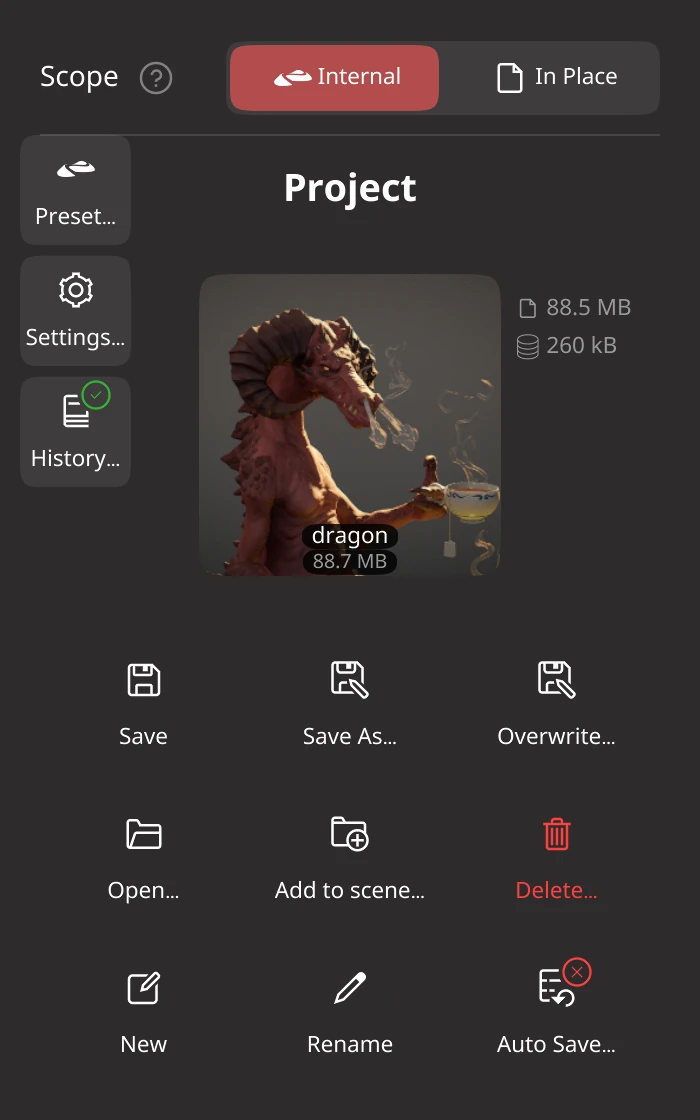 Scope
?
Internal
In Place
Preset...
Project
Settings...
History...
88.5 MB
260 kB
dragon
88.7 MB
Save
Save As...
Overwrite...
Open...
Add to scene...
Delete...
New
Rename
Auto Save...